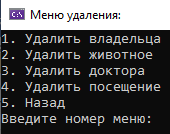 Меню удаления:
1. Удалить владельца
2. Удалить животное
3. Удалить доктора
4. Удалить посещение
5. Назад
Введите номер меню: